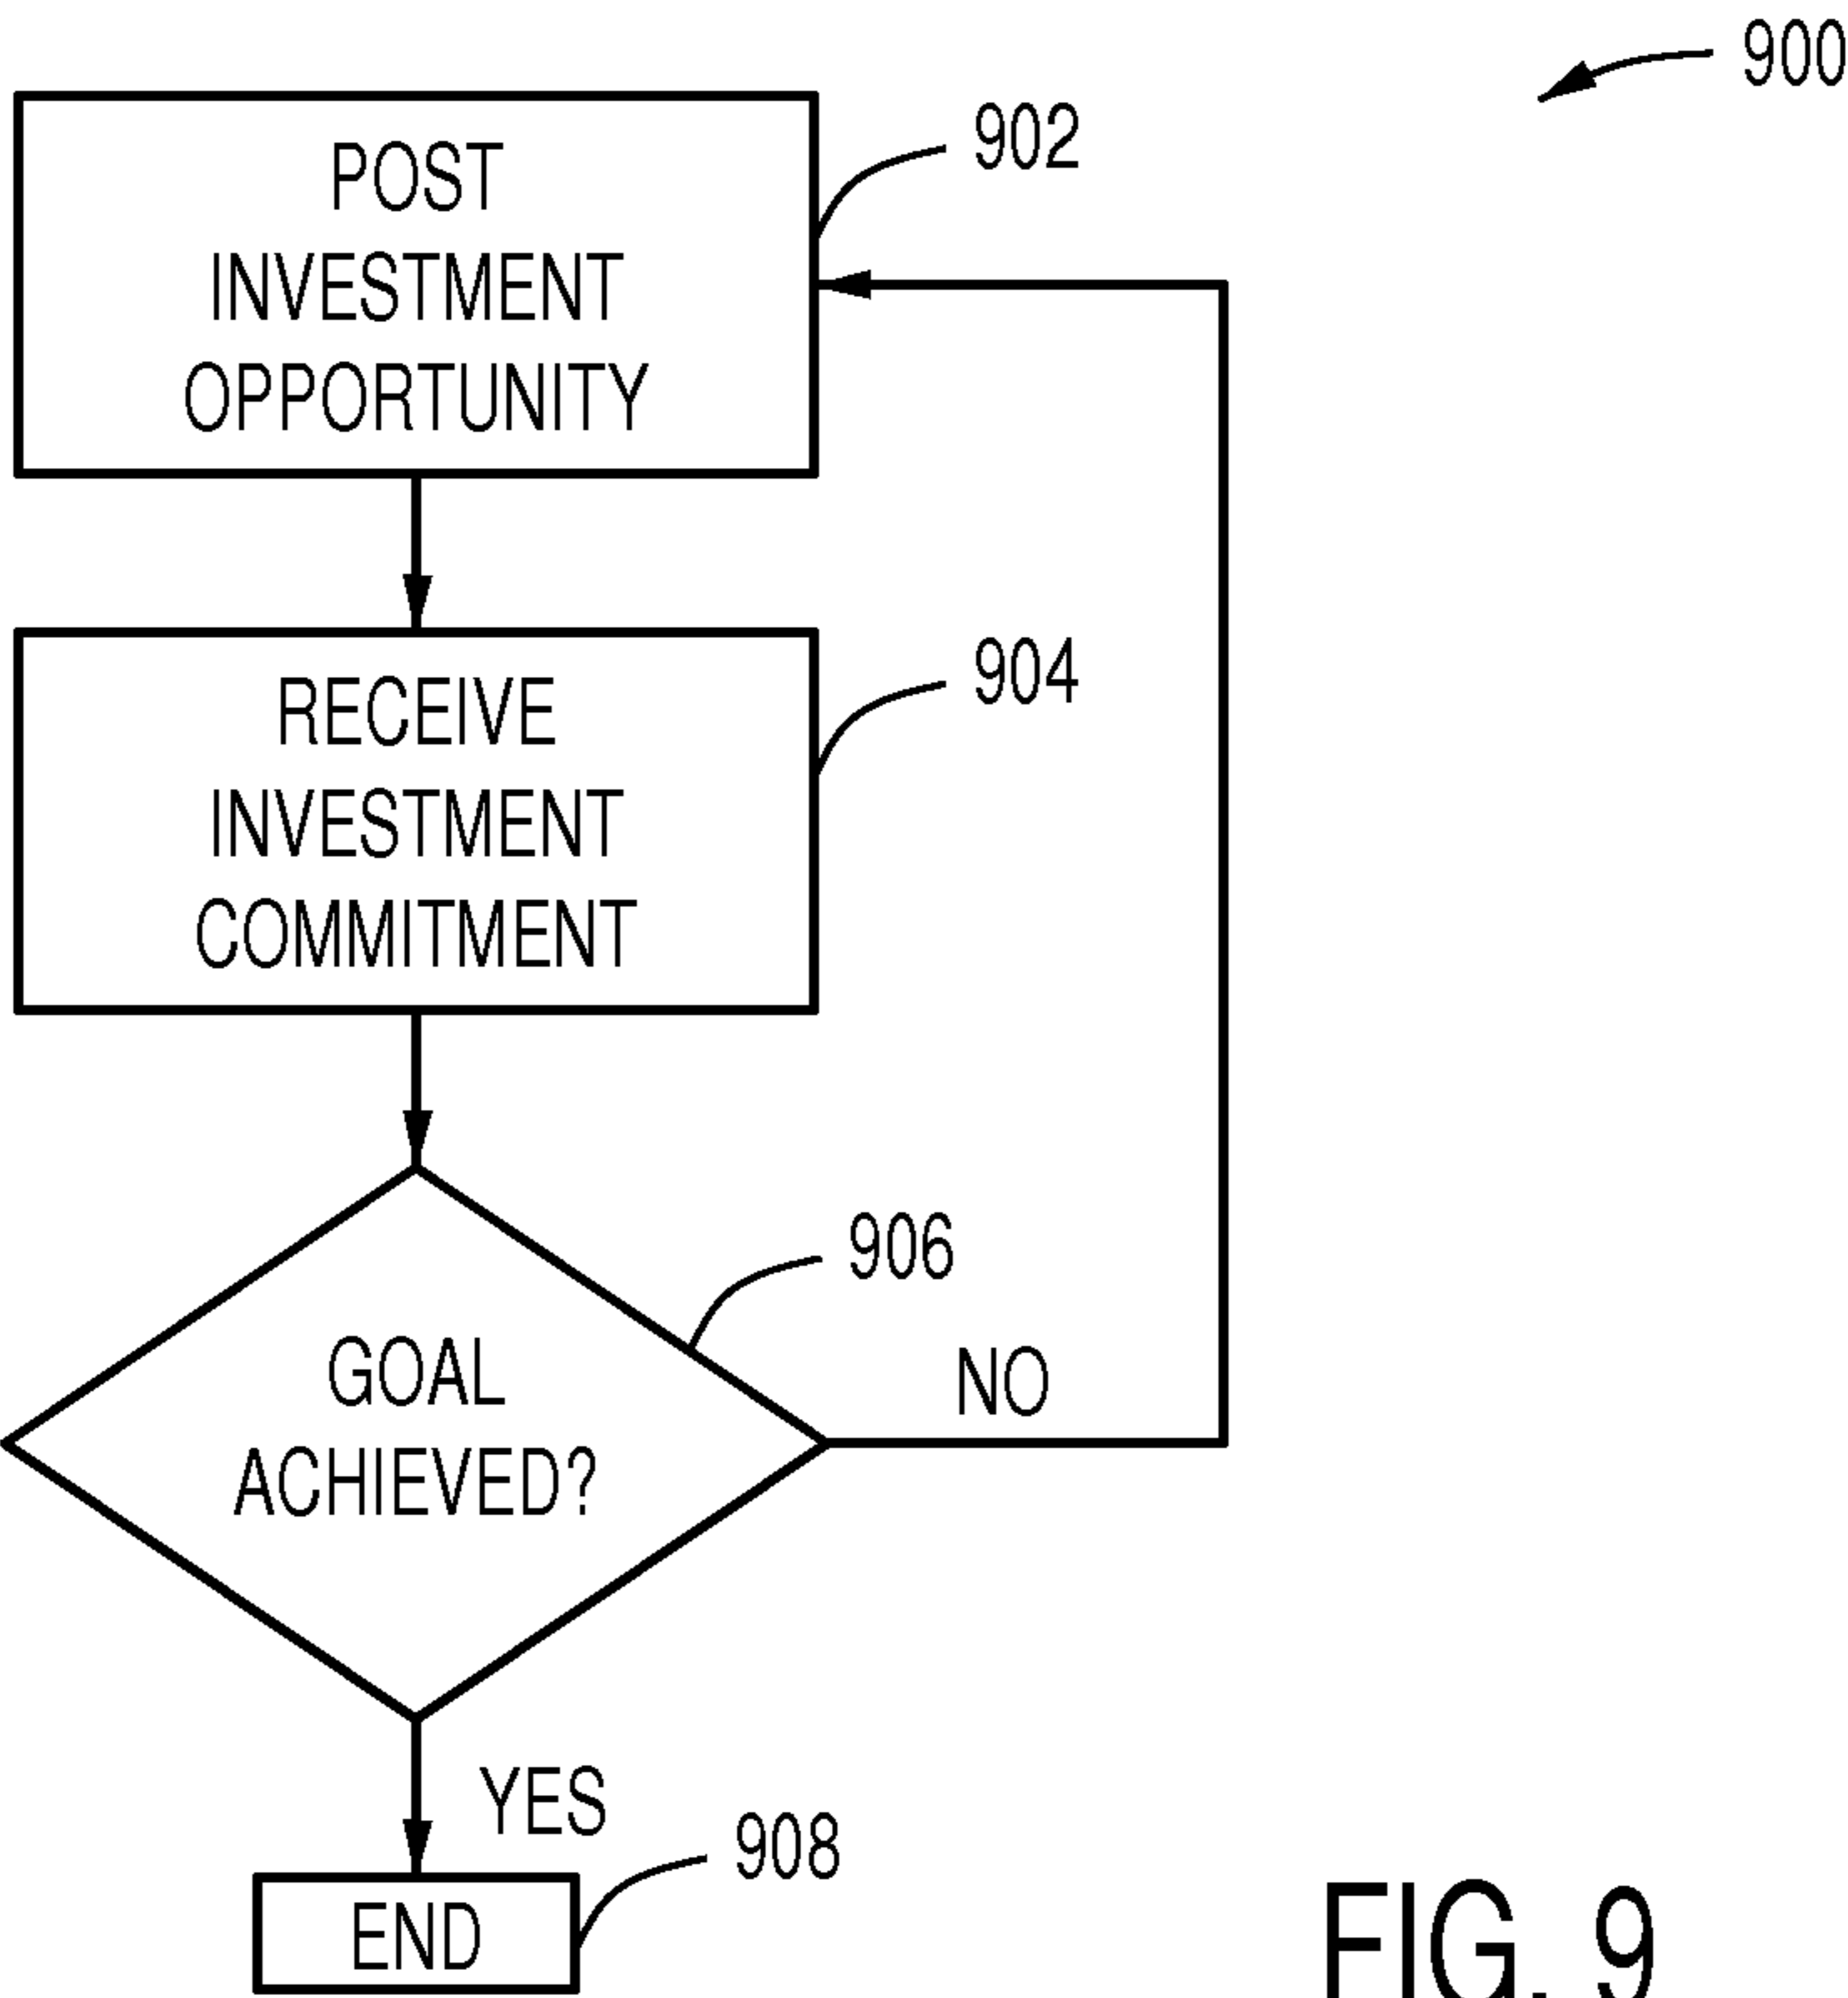 900
POST
INVESTMENT
OPPORTUNITY
902
RECEIVE
INVESTMENT
COMMITMENT
904
GOAL
ACHIEVED?
906
NO
YES
END
908
FIG. 9